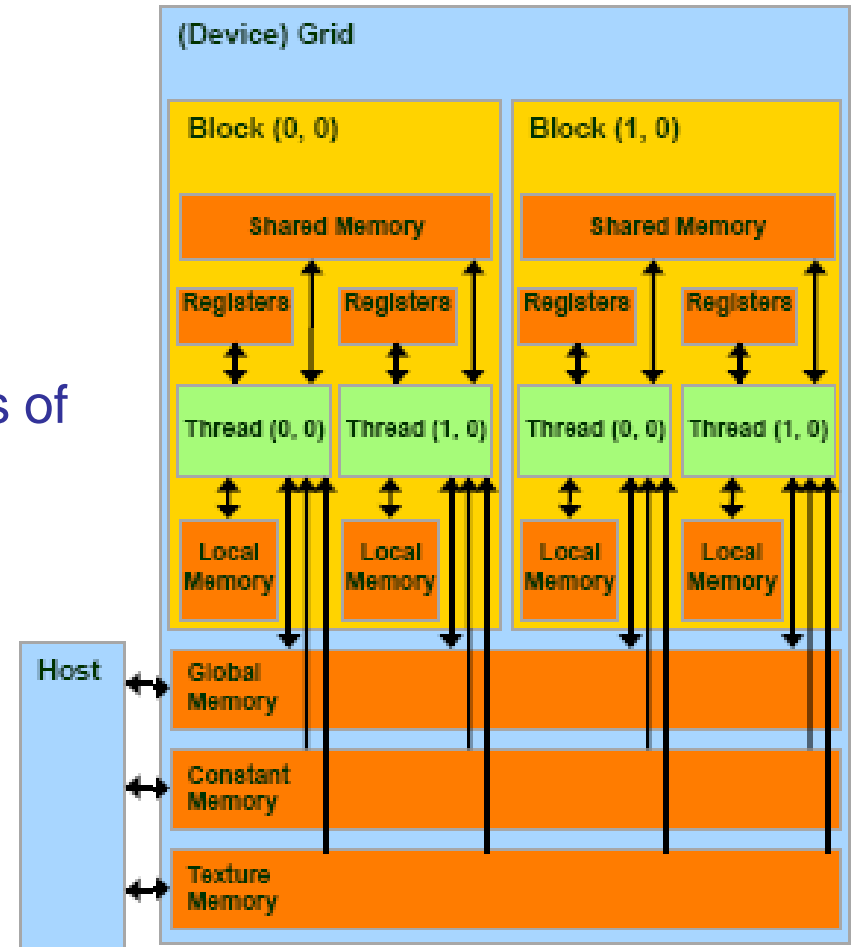 (Device) Grid
Block (0, 0)
Block (1, 0)
Shared Memory
Shared Memory
Registers
Registers
Registers
Registers
s of
Thread (0, 0)
Thread (1, 0)
Thread (0, 0)
Thread (1, 0)
Local
Memory
Local
Memory
Local
Memory
Local
Memory
Host
Global
Memory
Constant
Memory
Texture
Memory